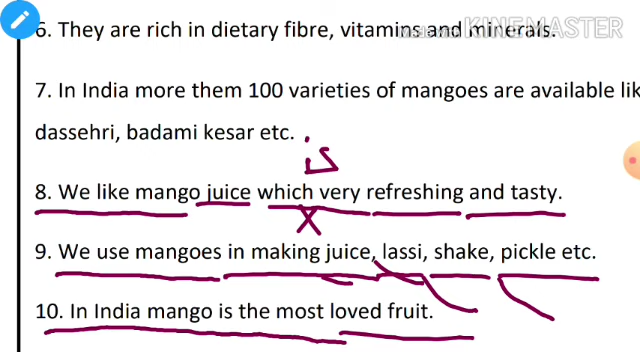 6. They are rich in dietary fibre, vitamins and minerals.
KINEMASTER
7. In India more them 100 varieties of mangoes are available lik
dassehri, badami kesar etc.
is
8. We like mango juice which very refreshing and tasty.
X
9. We use mangoes in making juice, lassi, shake, pickle etc.
10. In India mango is the most loved fruit.